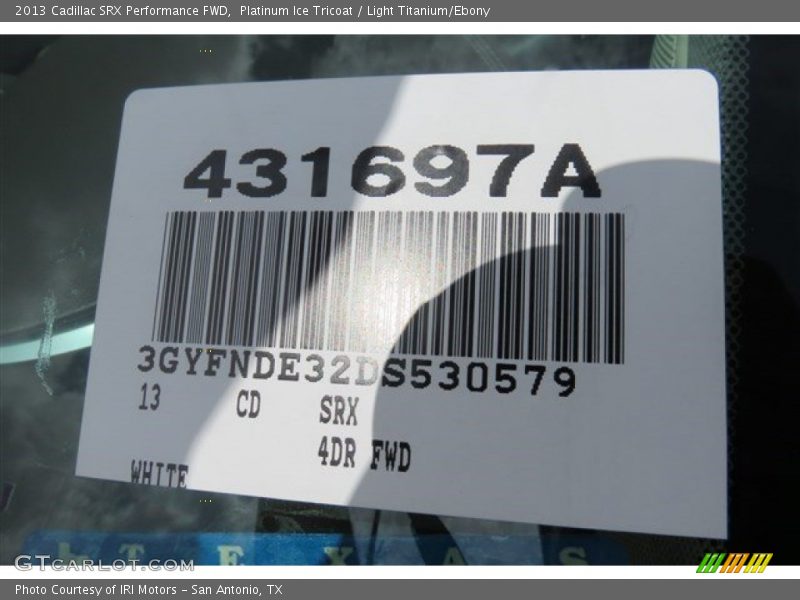 2013 Cadillac SRX Performance FWD, Platinum Ice Tricoat / Light Titanium/Ebony
431697A
3GYFNDE32DS530579
13 CD SRX
4DR FWD
WHITE
TEXAS
GTCARLOT.COM
Photo Courtesy of IRI Motors - San Antonio, TX